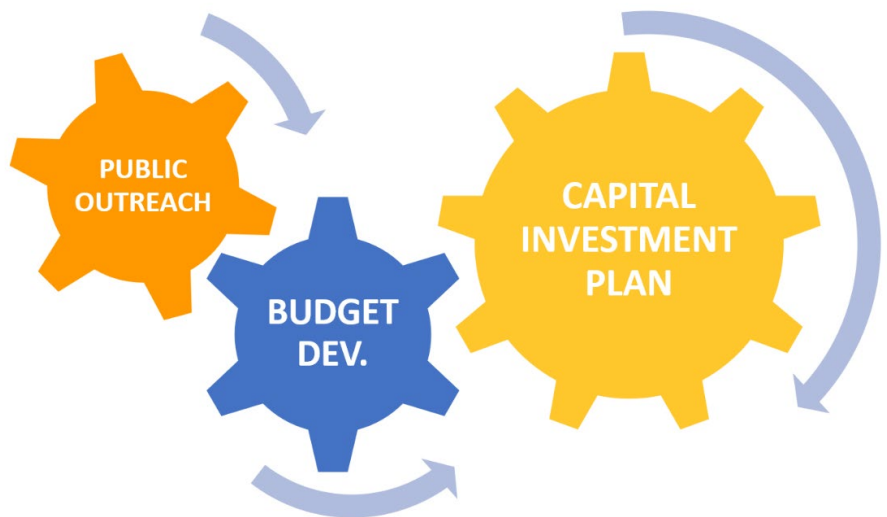 PUBLIC
OUTREACH
BUDGET
DEV.
CAPITAL
INVESTMENT
PLAN